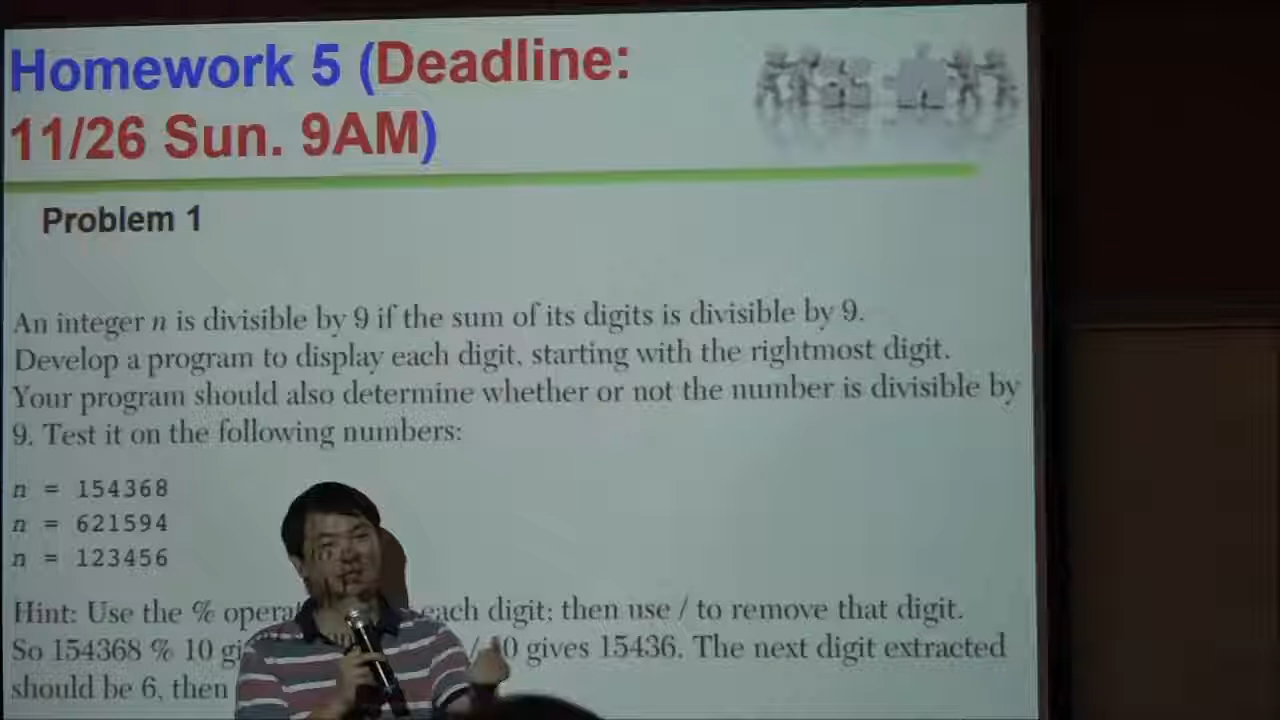 Homework 5 (Deadline:
11/26 Sun. 9AM)
Problem 1
An integer n is divisible by 9 if the sum of its digits is divisible by 9.
Develop a program to display each digit, starting with the rightmost digit.
Your program should also determine whether or not the number is divisible by
9. Test it on the following numbers:
n = 154368
n = 621594
n = 123456
Hint: Use the % each digit; then use / to remove that digit.
So 154368 % 10 / 10 gives 15436. The next digit extracted
should be 6, then